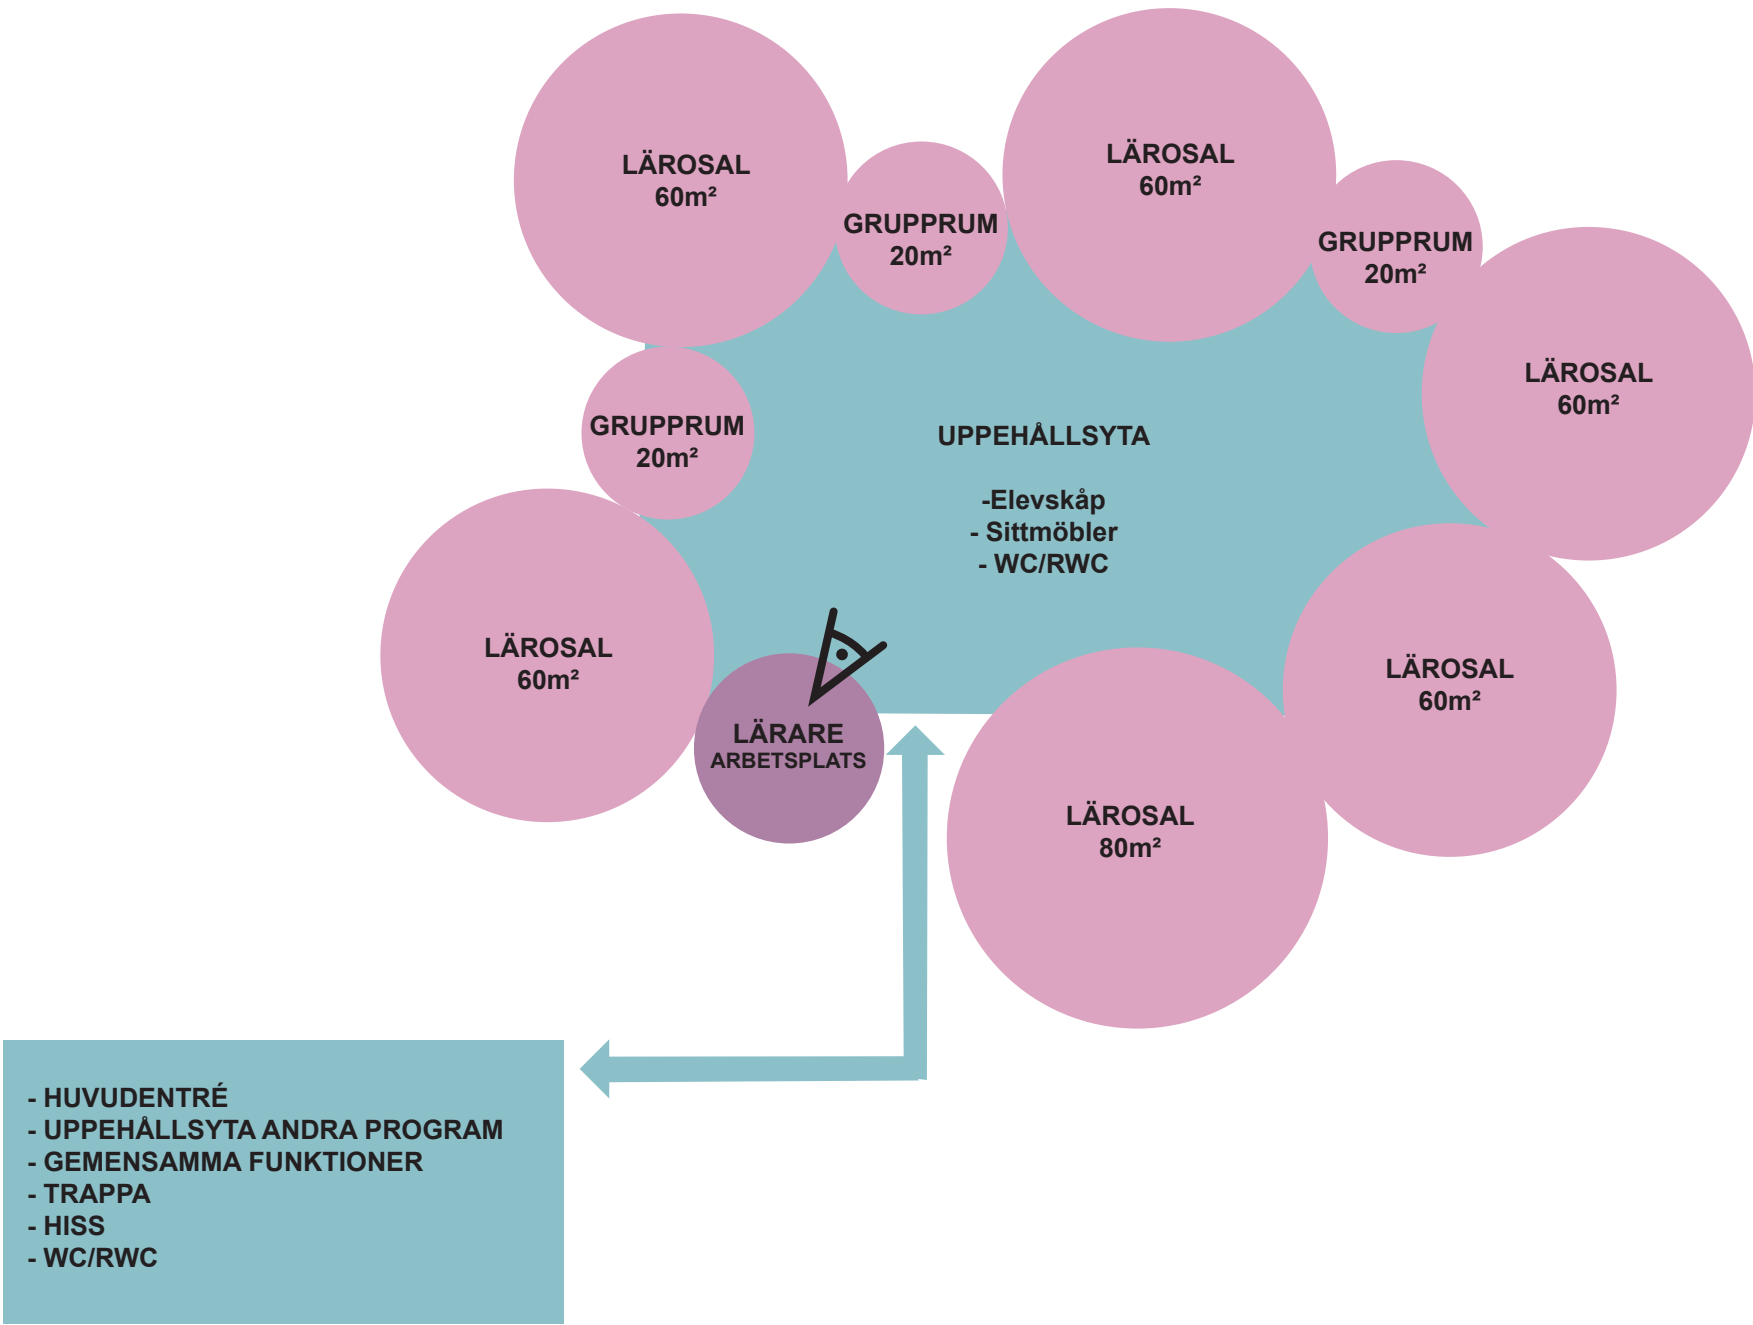 LÄROSAL
60m²
LÄROSAL
60m²
GRUPPRUM
20m²
GRUPPRUM
20m²
LÄROSAL
60m²
GRUPPRUM
20m²
UPPEHÅLLSYTA
-Elevskåp
- Sittmöbler
- WC/RWC
LÄROSAL
60m²
LÄROSAL
60m²
LÄRARE
ARBETSPLATS
LÄROSAL
80m²
- HUVUDENTRÉ
- UPPEHÅLLSYTA ANDRA PROGRAM
- GEMENSAMMA FUNKTIONER
- TRAPPA
- HISS
- WC/RWC